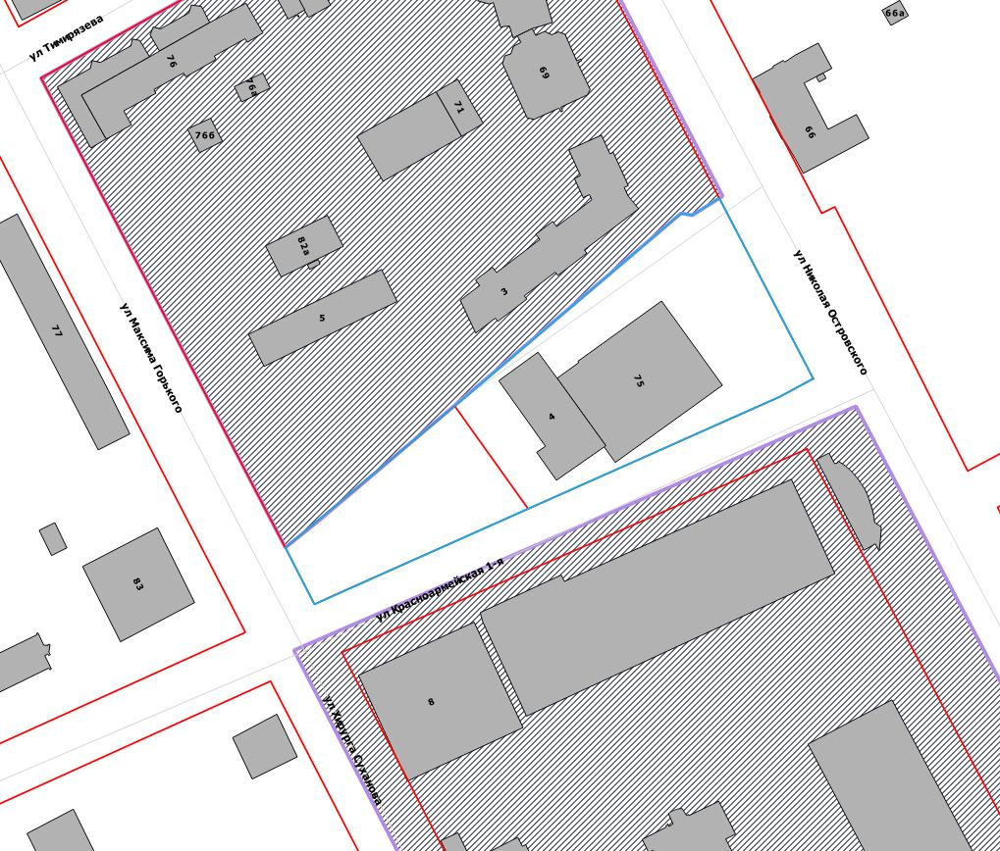 66а
ул Тимирязева
76
69
76а
71
66
76б
82а
3
5
ул Николая Островского
77
ул Максима Горького
75
4
83
ул Красноармейская 1-я
8
ул Хирурга Суханова